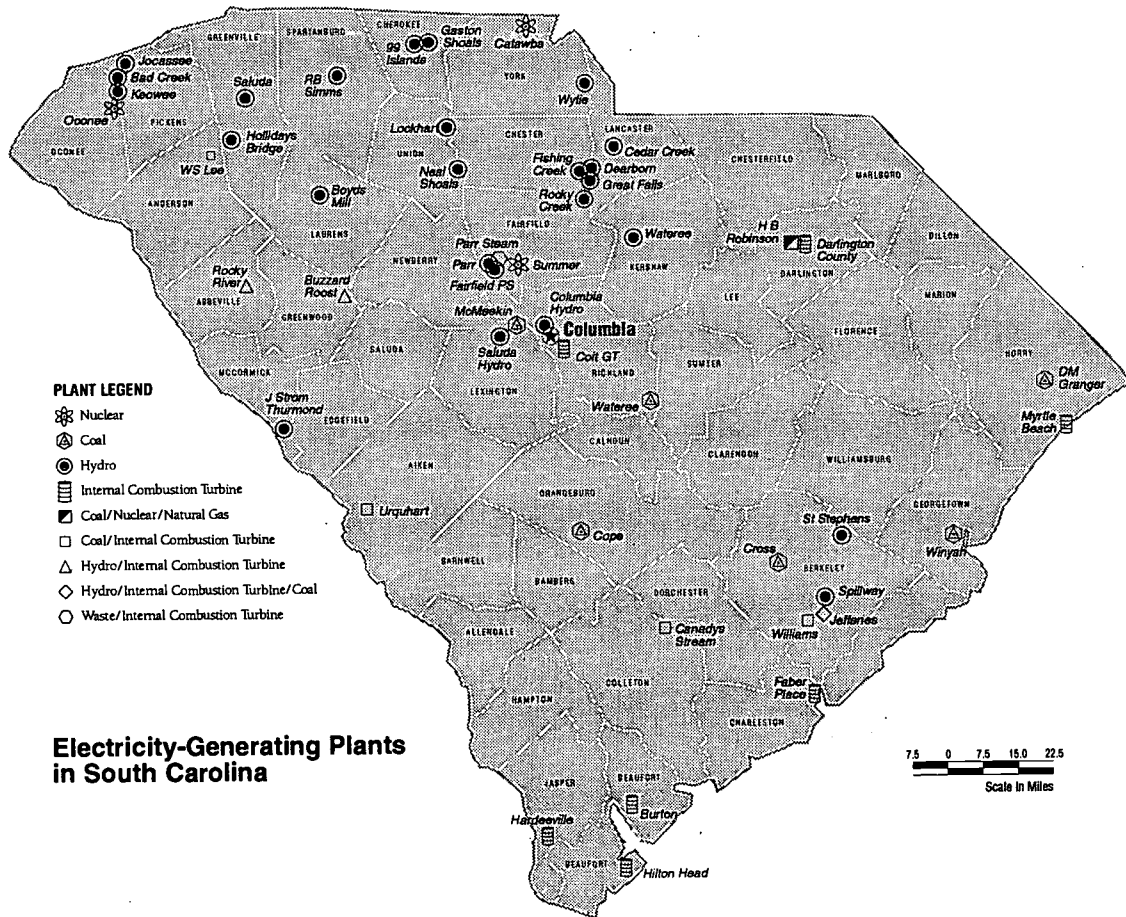 CHEROKEE
Gaston
Shoals
99
Islands
Catawba
GREENVILLE
SPARTANBURG
YORK
Jocassee
Bad Creek
Keowee
Oconee
Saluda
RB
Simms
Wylie
PICKENS
OCONEE
Hollidays
Bridge
WS Lee
Lockhart
UNION
CHESTER
LANCASTER
Cedar Creek
Neal
Shoals
Fishing
Creek
Dearborn
Great Falls
Rocky
Creek
CHESTERFIELD
MARLBORO
ANDERSON
Boyds
Mill
LAURENS
FAIRFIELD
Wateree
KERSHAW
H B
Robinson
Darlington
County
DARLINGTON
DILLON
NEWBERRY
Parr Steam
Parr
Summer
Fairfield PS
Rocky
River
ABBEVILLE
Buzzard
Roost
GREENWOOD
McMeekin
Columbia
Hydro
Columbia
Saluda
Hydro
Coit GT
RICHLAND
LEE
MARION
FLORENCE
SUMTER
HORRY
DM
Granger
Myrtle
Beach
SALUDA
LEXINGTON
MCCORMICK
J Strom
Thurmond
EDGEFIELD
Wateree
CALHOUN
CLARENDON
WILLIAMSBURG
AIKEN
ORANGEBURG
GEORGETOWN
Urquhart
Cope
St Stephens
Winyah
Cross
BERKELEY
BARNWELL
BAMBERG
DORCHESTER
Spillway
Jeffenes
Williams
ALLENDALE
Canadys
Stream
Faber
Place
COLLETON
HAMPTON
CHARLESTON
JASPER
BEAUFORT
Burton
Hardeeville
BEAUFORT
Hilton Head
PLANT LEGEND
Nuclear
Coal
Hydro
Internal Combustion Turbine
Coal/Nuclear/Natural Gas
Coal/Internal Combustion Turbine
Hydro/Internal Combustion Turbine
Hydro/Internal Combustion Turbine/Coal
Waste/Internal Combustion Turbine
Electricity-Generating Plants
in South Carolina
7.5 0 7.5 15.0 22.5
Scale In Miles